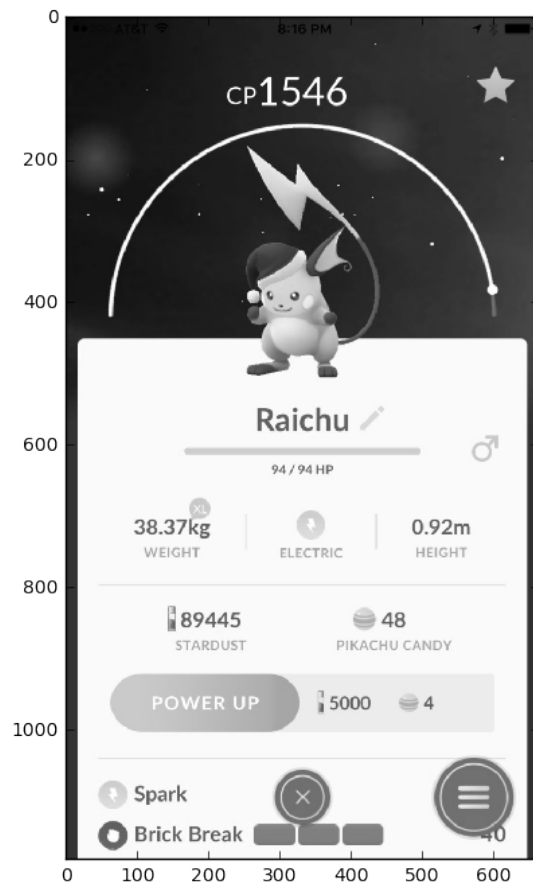 0
AT&T 8:16 PM
CP1546
200
400
Raichu
600
94 / 94 HP
XL
38.37kg 0.92m
WEIGHT ELECTRIC HEIGHT
800
89445 48
STARDUST PIKACHU CANDY
POWER UP 5000 4
1000
Spark
Brick Break 40
0 100 200 300 400 500 600